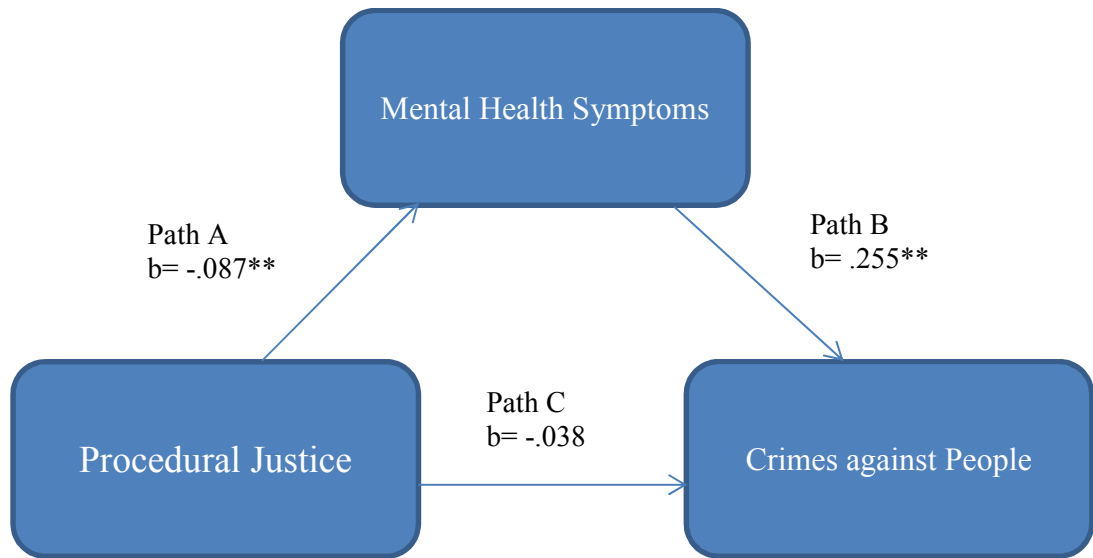 Mental Health Symptoms
Path A
b= -.087**
Path B
b= .255**
Procedural Justice
Path C
b= -.038
Crimes against People